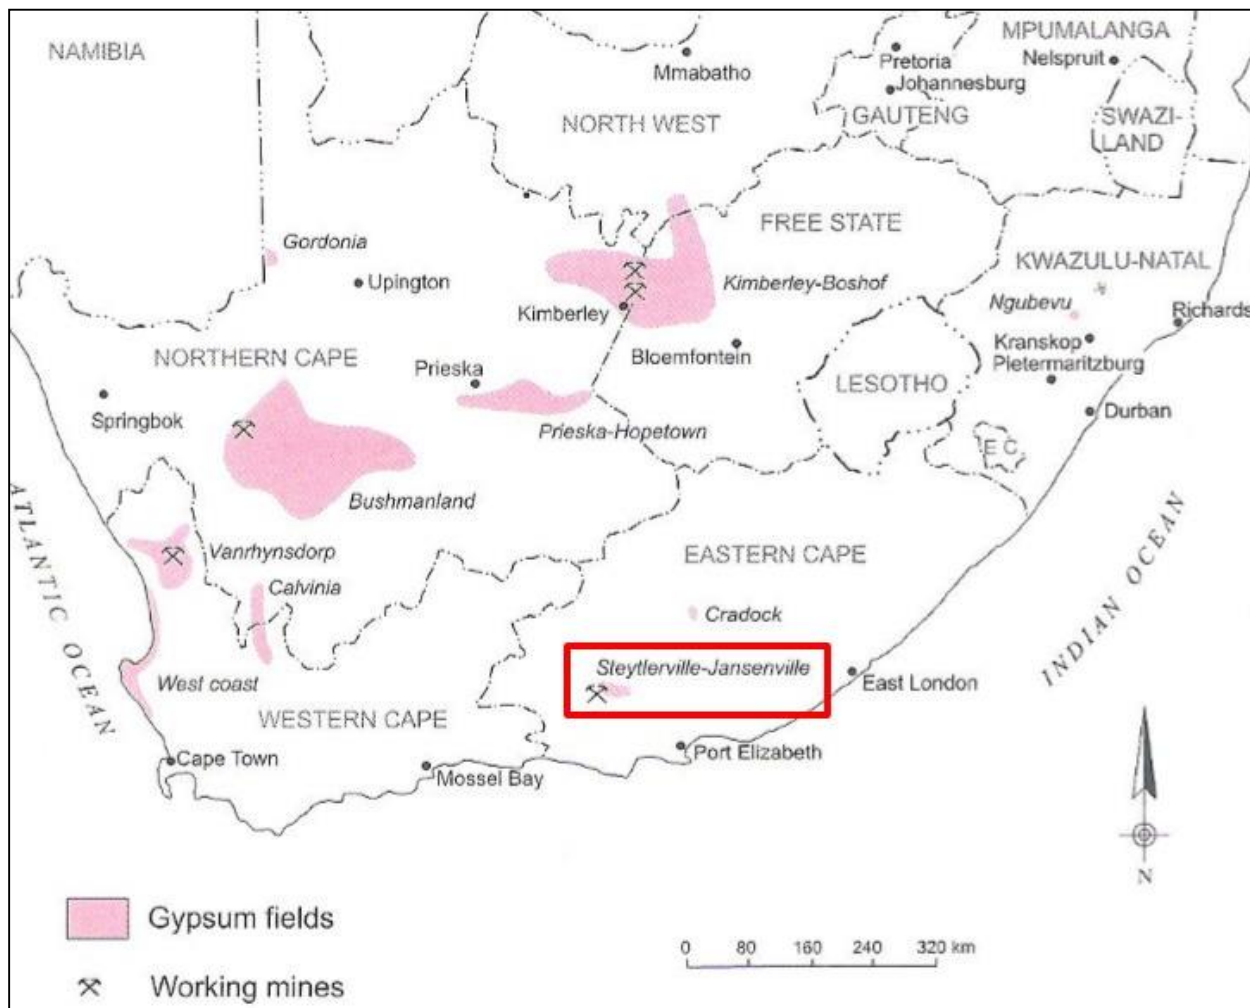 NAMIBIA
MPUMALANGA
Mmabatho
Pretoria
Nelspruit
Johannesburg
NORTH WEST
GAUTENG
SWAZI-
LAND
Gordonia
FREE STATE
Upington
KWAZULU-NATAL
Kimberley-Boshof
Ngubevu
Kimberley
Richards
NORTHERN CAPE
Prieska
Bloemfontein
Kranskop
Pietermaritzburg
LESOTHO
Springbok
Durban
Prieska-Hopetown
E C
Bushmanland
ATLANTIC OCEAN
Vanrhynsdorp
EASTERN CAPE
INDIAN OCEAN
Calvinia
Cradock
Steytlerville-Jansenville
West coast
East London
WESTERN CAPE
Cape Town
Port Elizabeth
Mossel Bay
N
Gypsum fields
0 80 160 240 320 km
Working mines